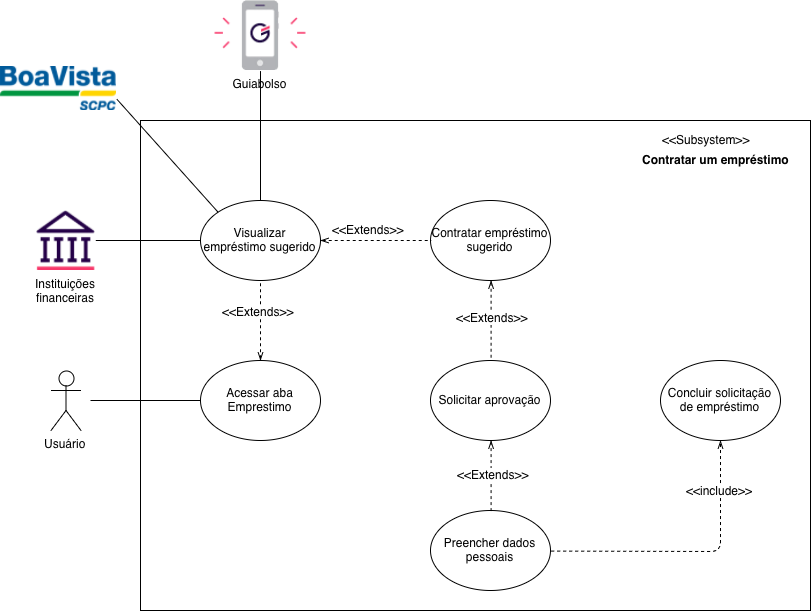 Guiabolso
BoaVista
SCPC
<<Subsystem>>
Contratar um empréstimo
Visualizar
empréstimo sugerido
<<Extends>>
Contratar empréstimo
sugerido
Instituições
financeiras
<<Extends>>
<<Extends>>
Usuário
Acessar aba
Emprestimo
Solicitar aprovação
Concluir solicitação
de empréstimo
<<Extends>>
<<include>>
Preencher dados
pessoais